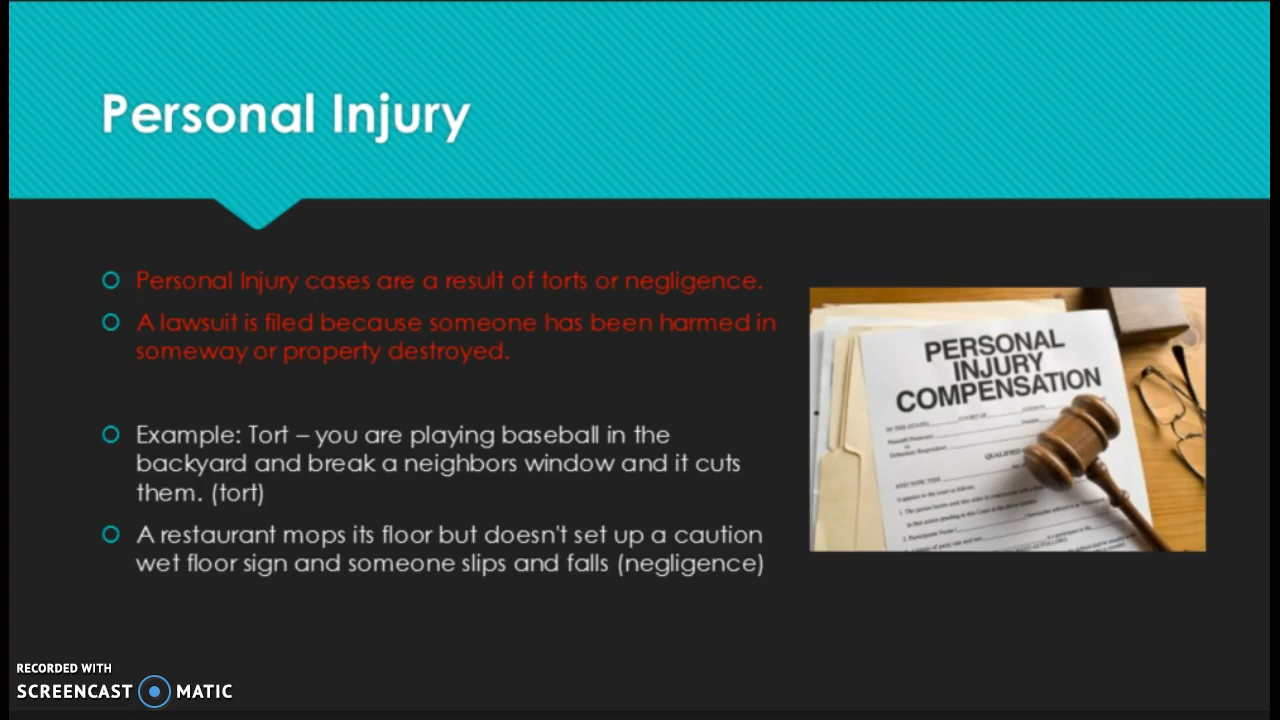 Personal Injury
Personal Injury cases are a result of torts or negligence.
A lawsuit is filed because someone has been harmed in
someway or property destroyed.
Example: Tort – you are playing baseball in the
backyard and break a neighbors window and it cuts
them. (tort)
A restaurant mops its floor but doesn't set up a caution
wet floor sign and someone slips and falls (negligence)
PERSONAL
INJURY
COMPENSATION
RECORDED WITH
SCREENCAST MATIC